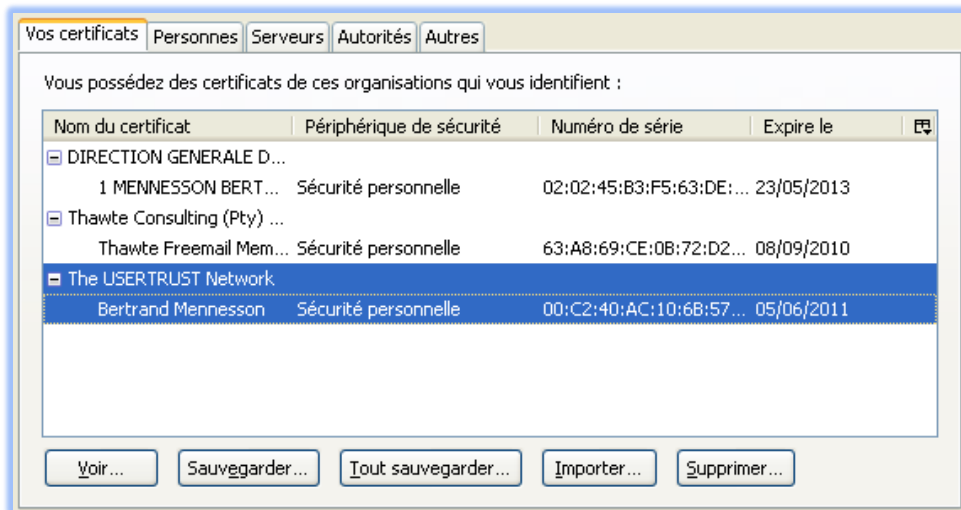 Vos certificats Personnes Serveurs Autorités Autres
Vous possédez des certificats de ces organisations qui vous identifient :
Nom du certificat Périphérique de sécurité Numéro de série Expire le
DIRECTION GENERALE D...
1 MENNESSON BERT... Sécurité personnelle 02:02:45:B3:F5:63:DE:... 23/05/2013
Thawte Consulting (Pty) ...
Thawte Freemail Mem... Sécurité personnelle 63:A8:69:CE:0B:72:D2... 08/09/2010
The USERTRUST Network
Bertrand Mennesson Sécurité personnelle 00:C2:40:AC:10:6B:57... 05/06/2011
Voir... Sauvegarder... Tout sauvegarder... Importer... Supprimer...